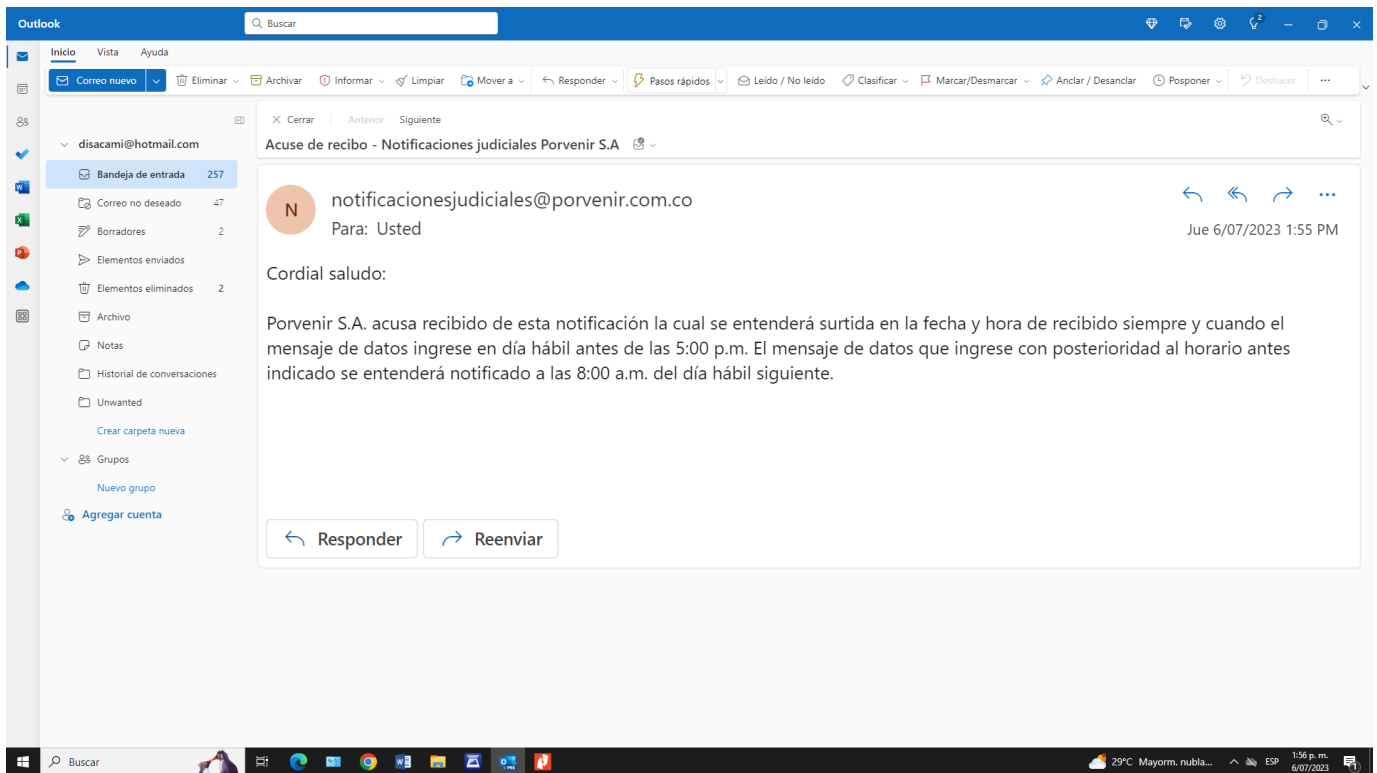 Outlook
Buscar
2
Inicio Vista Ayuda
Correo nuevo Eliminar Archivar Informar Limpiar Mover a Responder Pasos rápidos Leído / No leído Clasificar Marcar/Desmarcar Anclar / Desanclar Posponer Deshacer ...
Cerrar Anterior Siguiente
disacami@hotmail.com
Acuse de recibo - Notificaciones judiciales Porvenir S.A
Bandeja de entrada 257
Correo no deseado 47
Borradores 2
Elementos enviados
Elementos eliminados 2
Archivo
Notas
Historial de conversaciones
Unwanted
Crear carpeta nueva
Grupos
Nuevo grupo
Agregar cuenta
N
notificacionesjudiciales@porvenir.com.co
Para: Usted
Jue 6/07/2023 1:55 PM
Cordial saludo:
Porvenir S.A. acusa recibido de esta notificación la cual se entenderá surtida en la fecha y hora de recibido siempre y cuando el
mensaje de datos ingrese en día hábil antes de las 5:00 p.m. El mensaje de datos que ingrese con posterioridad al horario antes
indicado se entenderá notificado a las 8:00 a.m. del día hábil siguiente.
Responder Reenviar
Buscar
29°C Mayorm. nubla... ESP
1:56 p. m.
6/07/2023